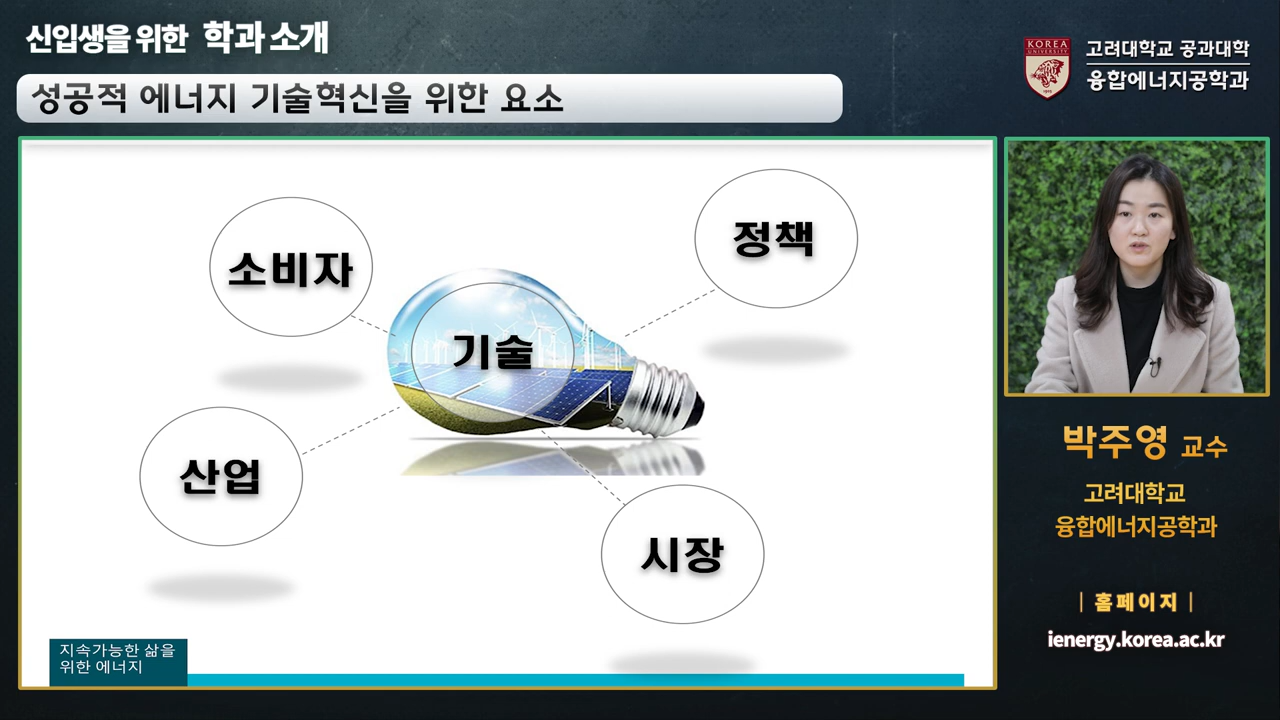 신입생을 위한 학과 소개
성공적 에너지 기술혁신을 위한 요소
KOREA
UNIVERSITY
고려대학교 공과대학
융합에너지공학과
소비자
정책
기술
산업
시장
지속가능한 삶을
위한 에너지
박주영 교수
고려대학교
융합에너지공학과
| 홈페이지 |
ienergy.korea.ac.kr